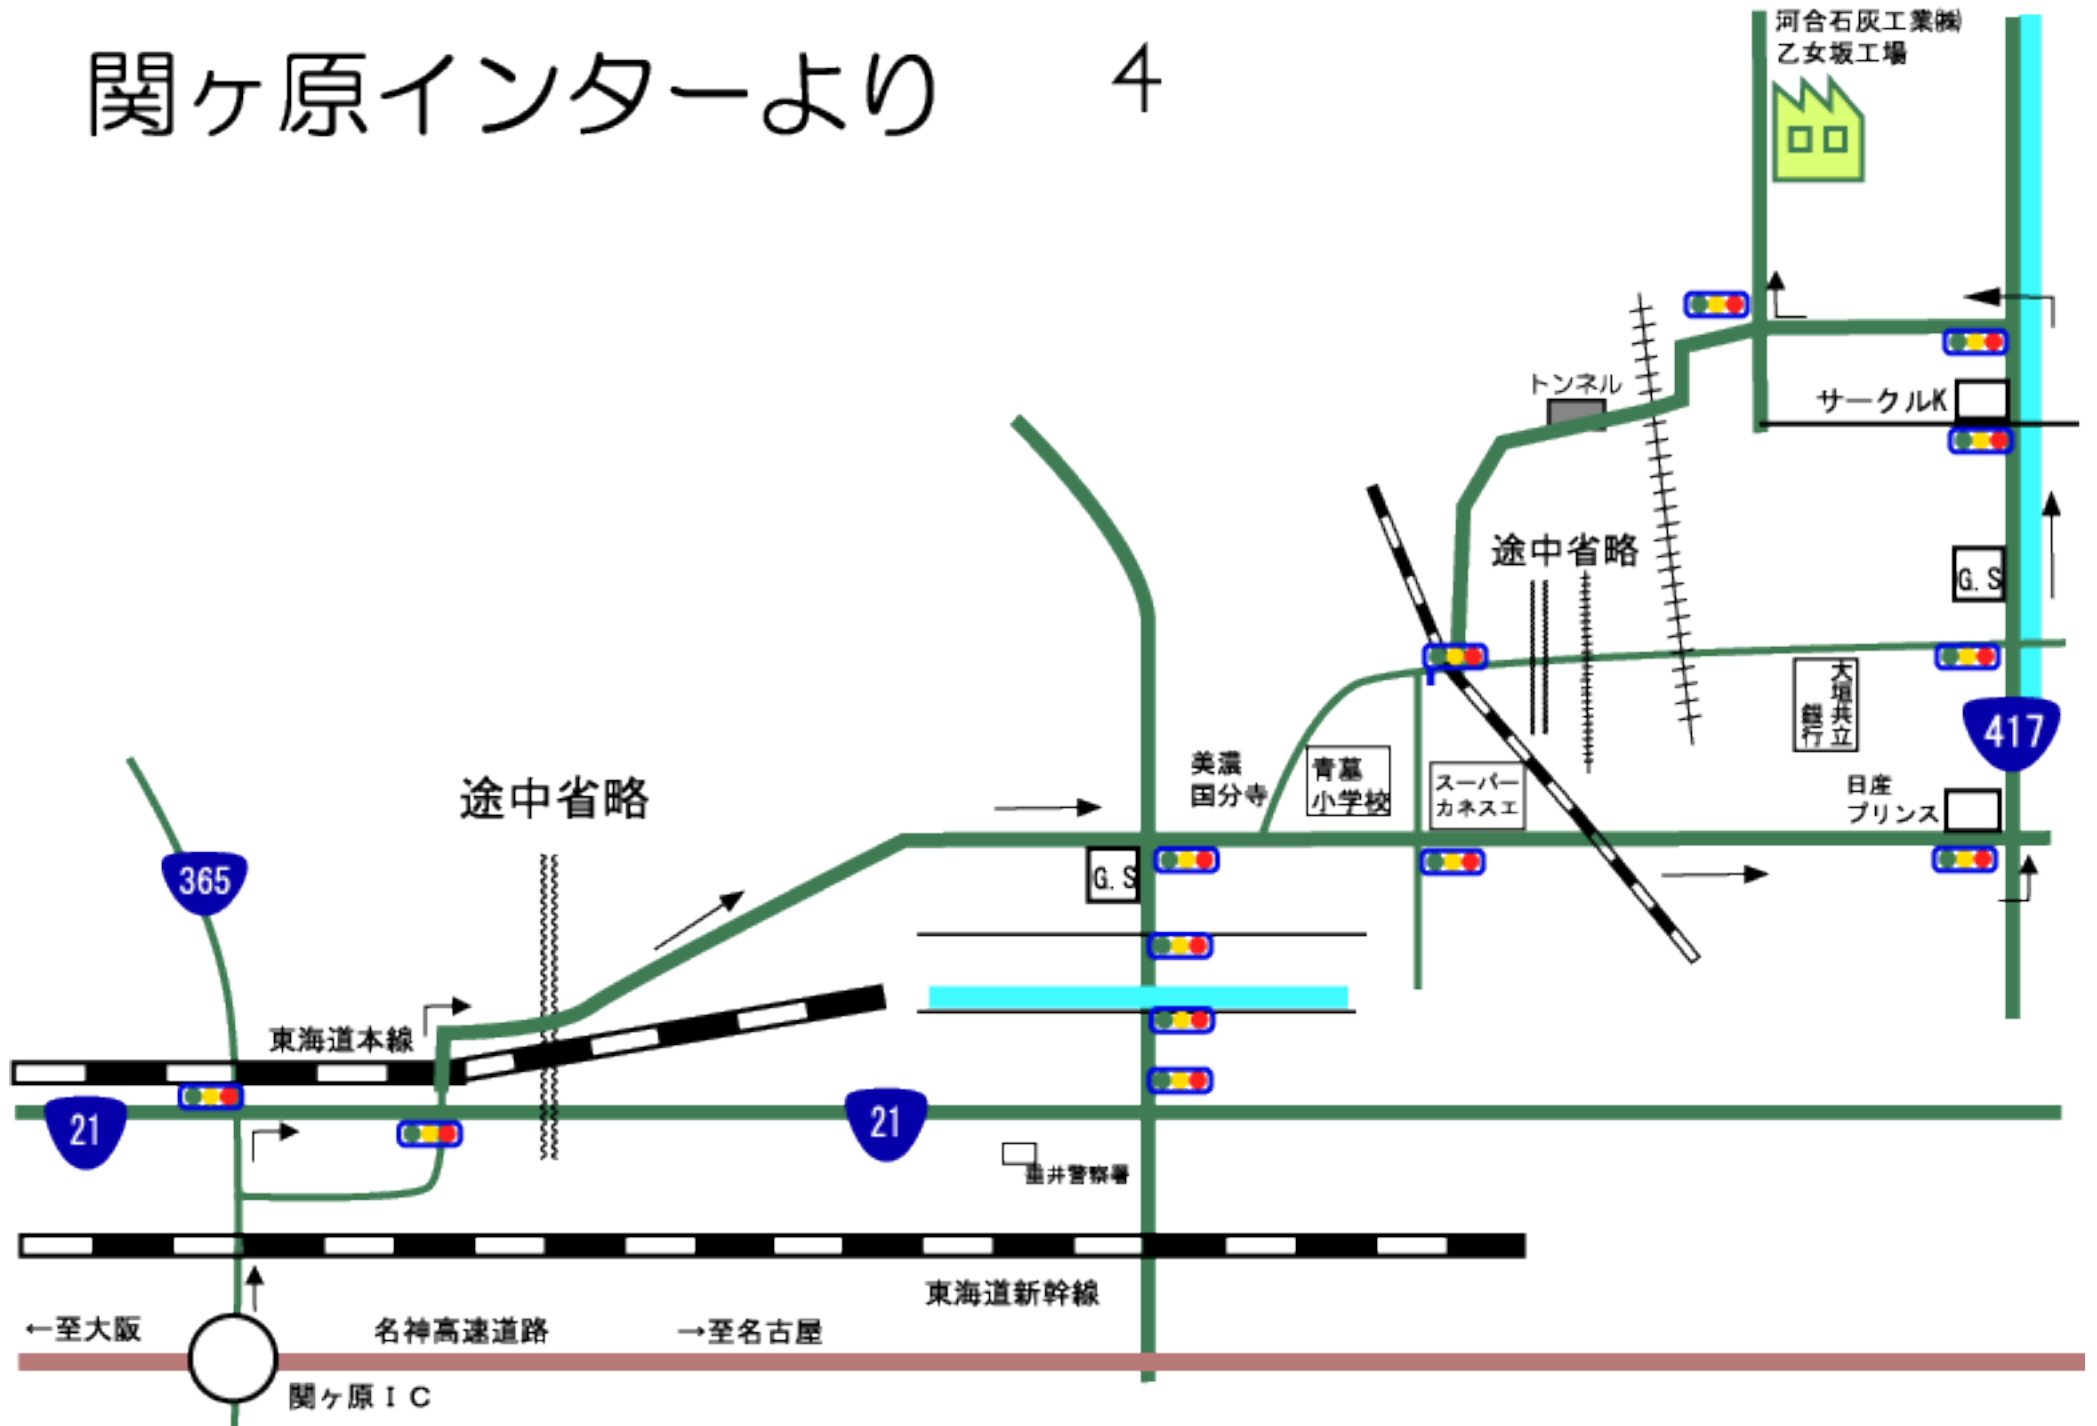 関ヶ原インターより 4
河合石灰工業㈱
乙女坂工場
トンネル
サークルK
途中省略
G.S
大垣共立
銀行
417
美濃
国分寺
青墓
小学校
スーパー
カネスエ
日産
プリンス
途中省略
365
G.S
東海道本線
21
21
垂井警察署
東海道新幹線
←至大阪
名神高速道路
→至名古屋
関ヶ原IC